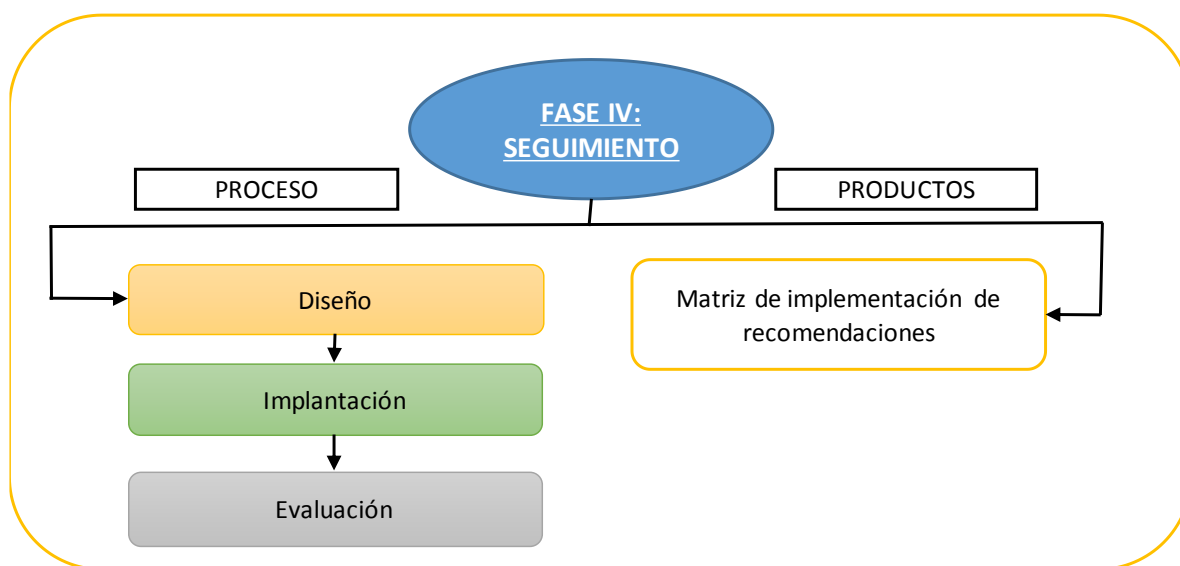 FASE IV:
SEGUIMIENTO
PROCESO
PRODUCTOS
Diseño
Matriz de implementación de
recomendaciones
Implantación
Evaluación